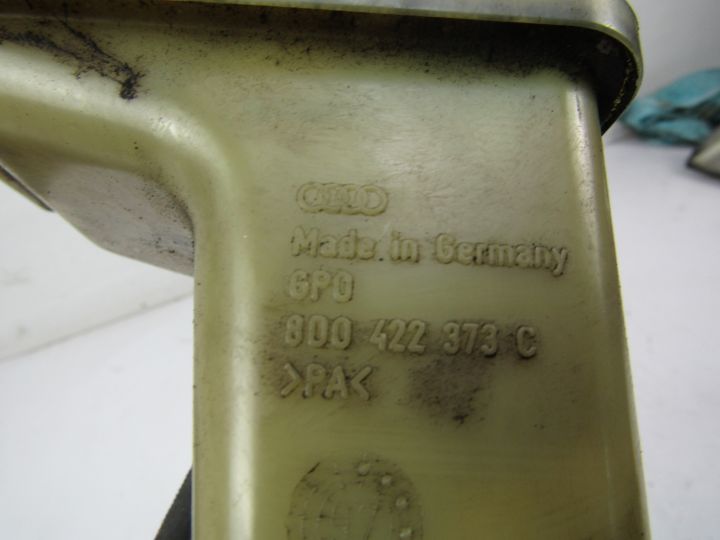 Made in Germany
GPO
8D0 422 373 C
>PA<